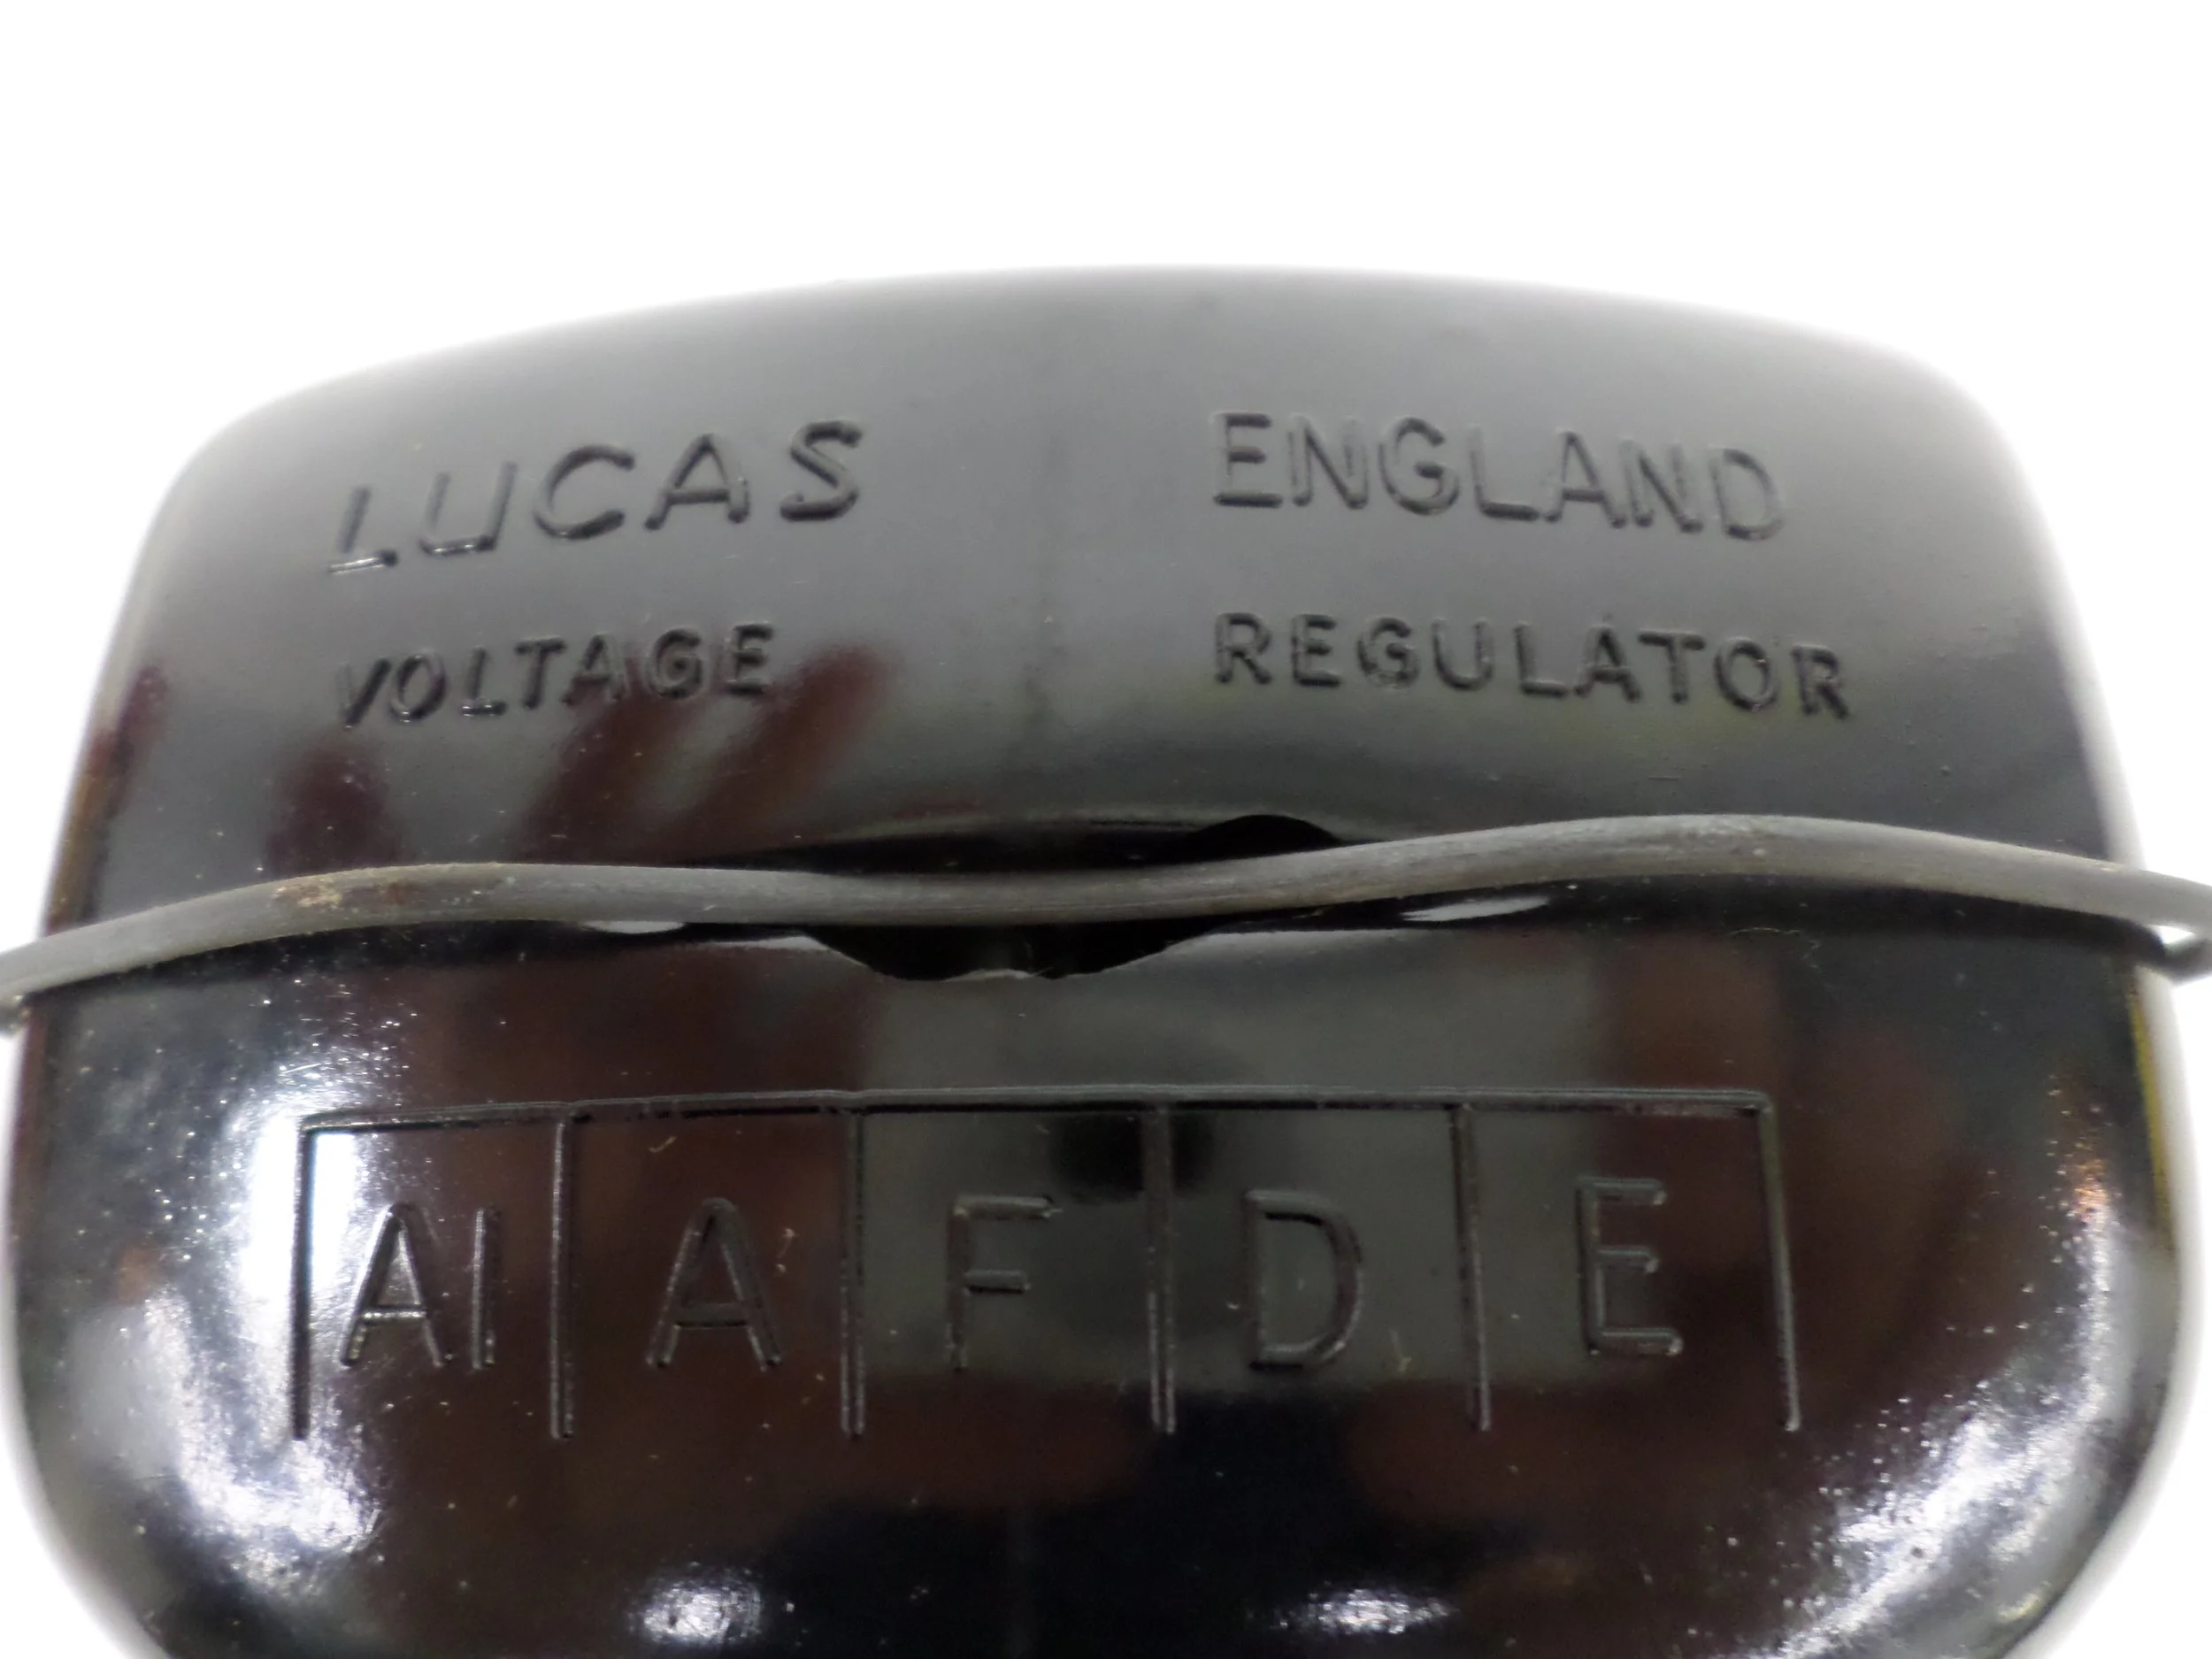 LUCAS ENGLAND
VOLTAGE REGULATOR
A1 A F D E